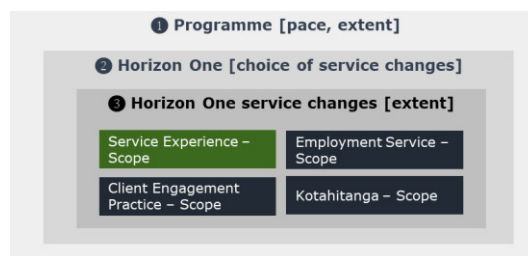 ❶ Programme [pace, extent]
❷ Horizon One [choice of service changes]
❸ Horizon One service changes [extent]
Service Experience –
Scope
Employment Service –
Scope
Client Engagement
Practice – Scope
Kotahitanga – Scope